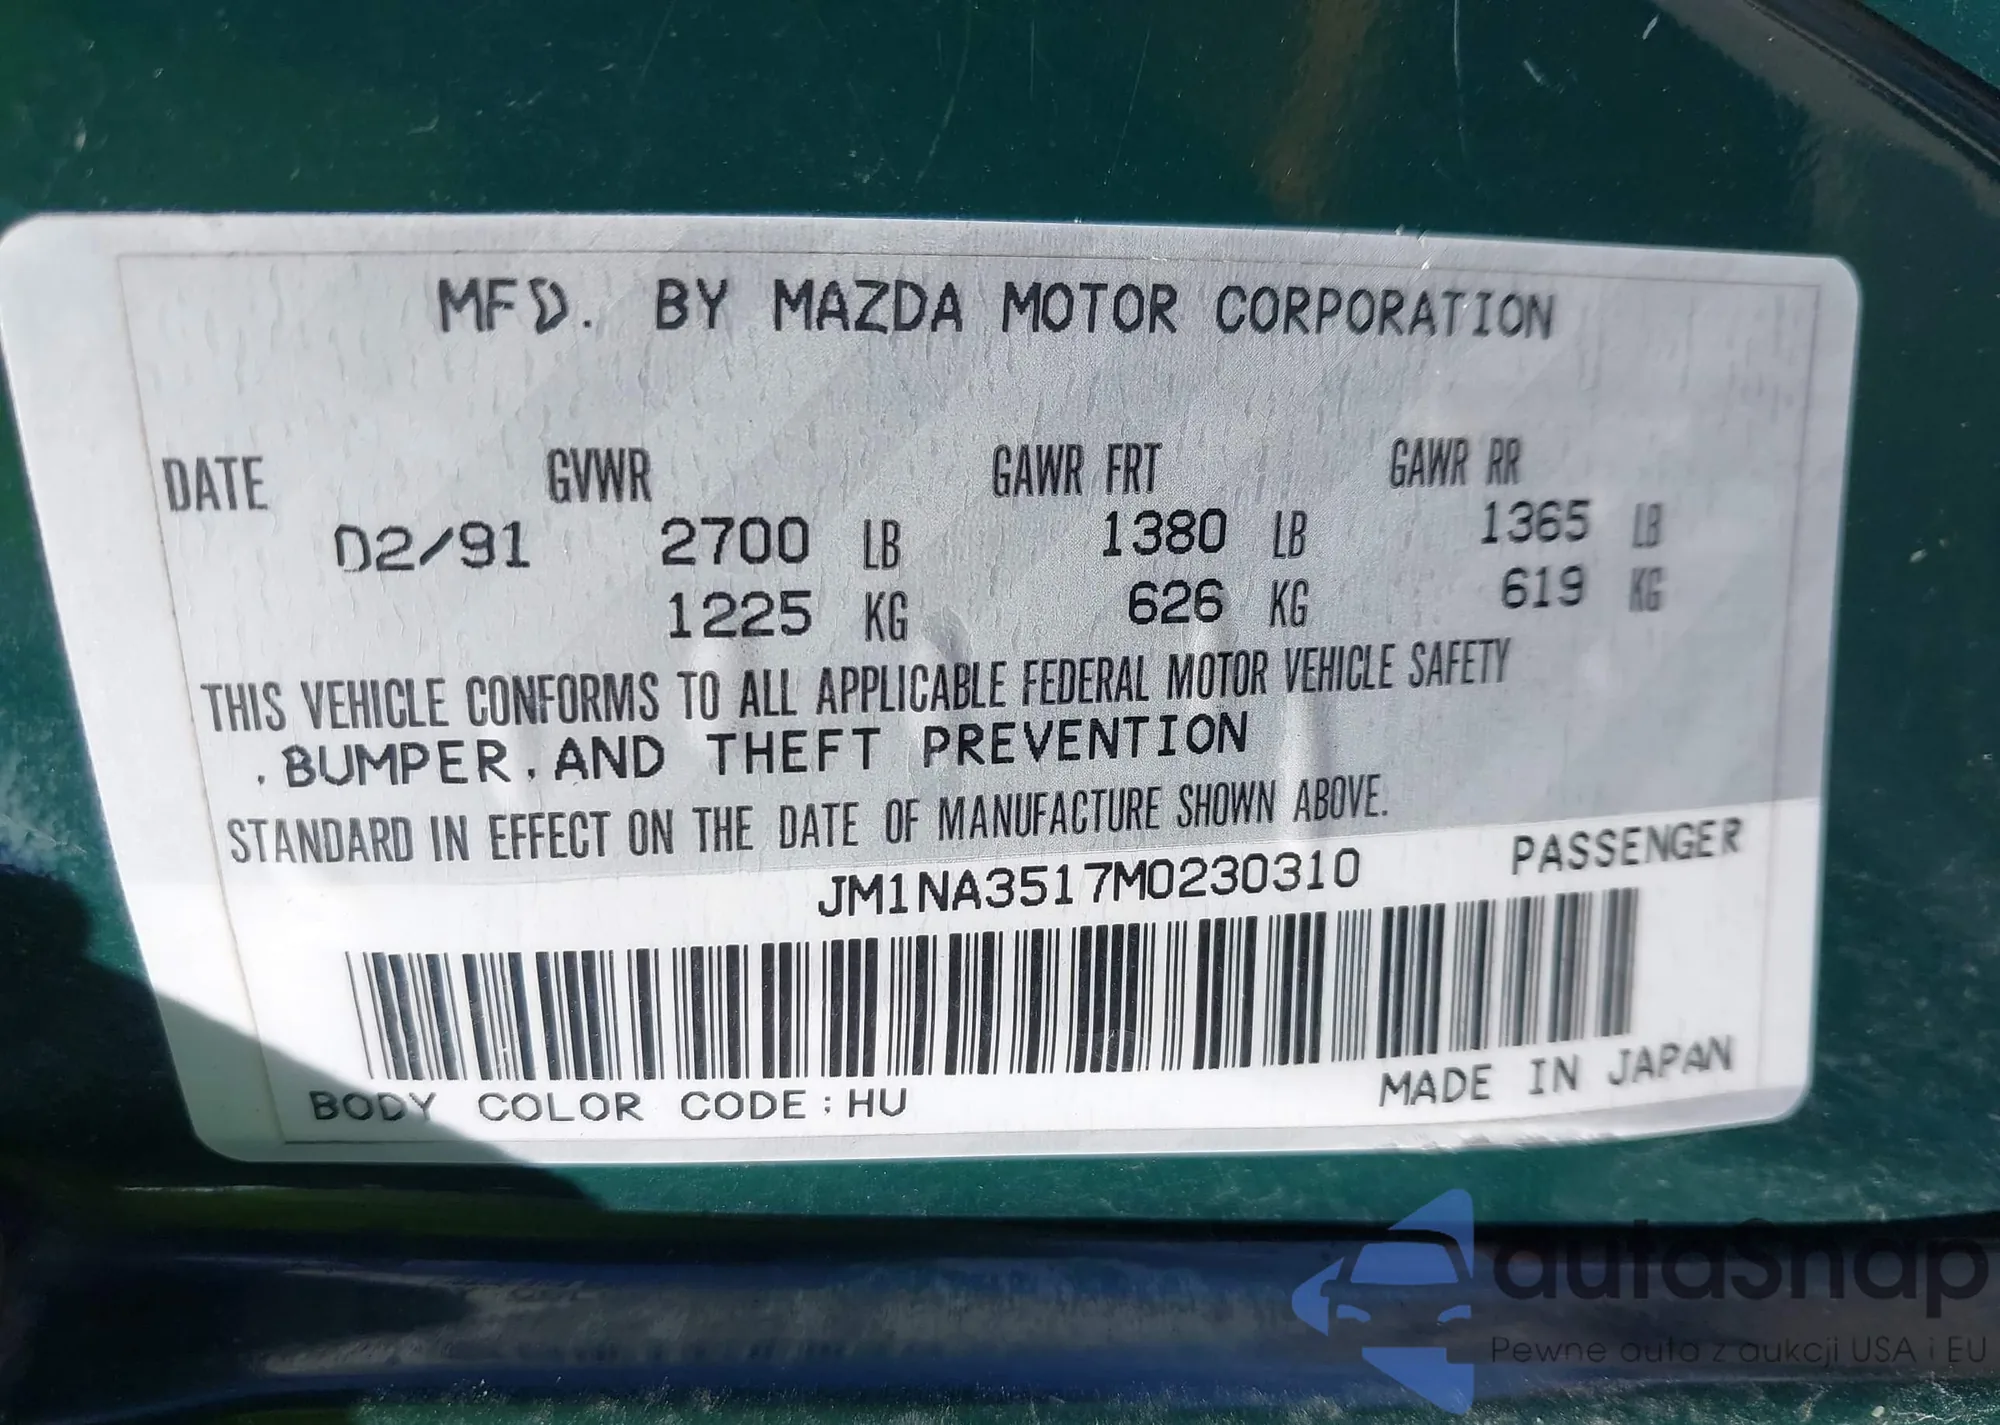 MFD. BY MAZDA MOTOR CORPORATION
DATE GVWR GAWR FRT GAWR RR
02/91 2700 LB 1380 LB 1365 LB
1225 KG 626 KG 619 KG
THIS VEHICLE CONFORMS TO ALL APPLICABLE FEDERAL MOTOR VEHICLE SAFETY
, BUMPER, AND THEFT PREVENTION
STANDARD IN EFFECT ON THE DATE OF MANUFACTURE SHOWN ABOVE.
JM1NA3517M0230310 PASSENGER
BODY COLOR CODE: HU MADE IN JAPAN
autaSnap
Pewne auta z aukcji USA i EU